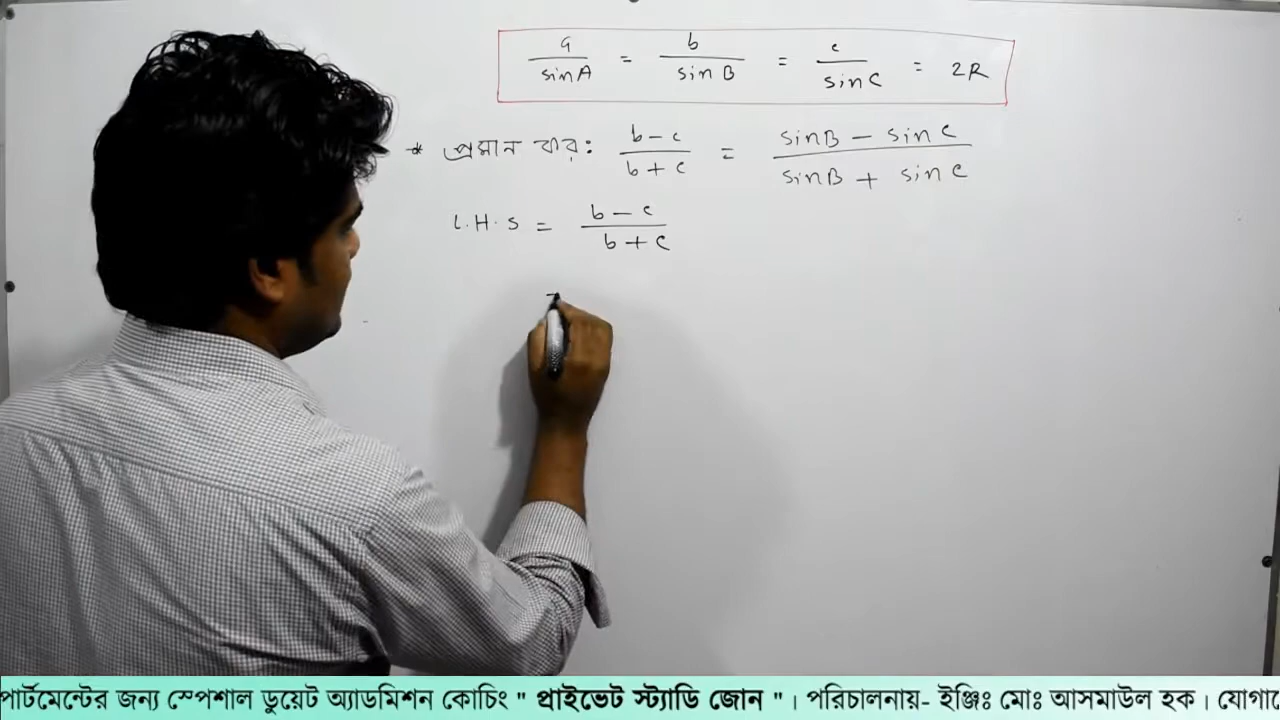 a/sinA = b/sinB = c/sinC = 2R
* প্রমান কর: b-c/b+c = sinB - sinC/sinB + sinC
L.H.S = b-c/b+c
পার্টমেন্টের জন্য স্পেশাল ডুয়েট অ্যাডমিশন কোচিং " প্রাইভেট স্ট্যাডি জোন "। পরিচালনায়- ইঞ্জিঃ মোঃ আসমাউল হক। যোগা